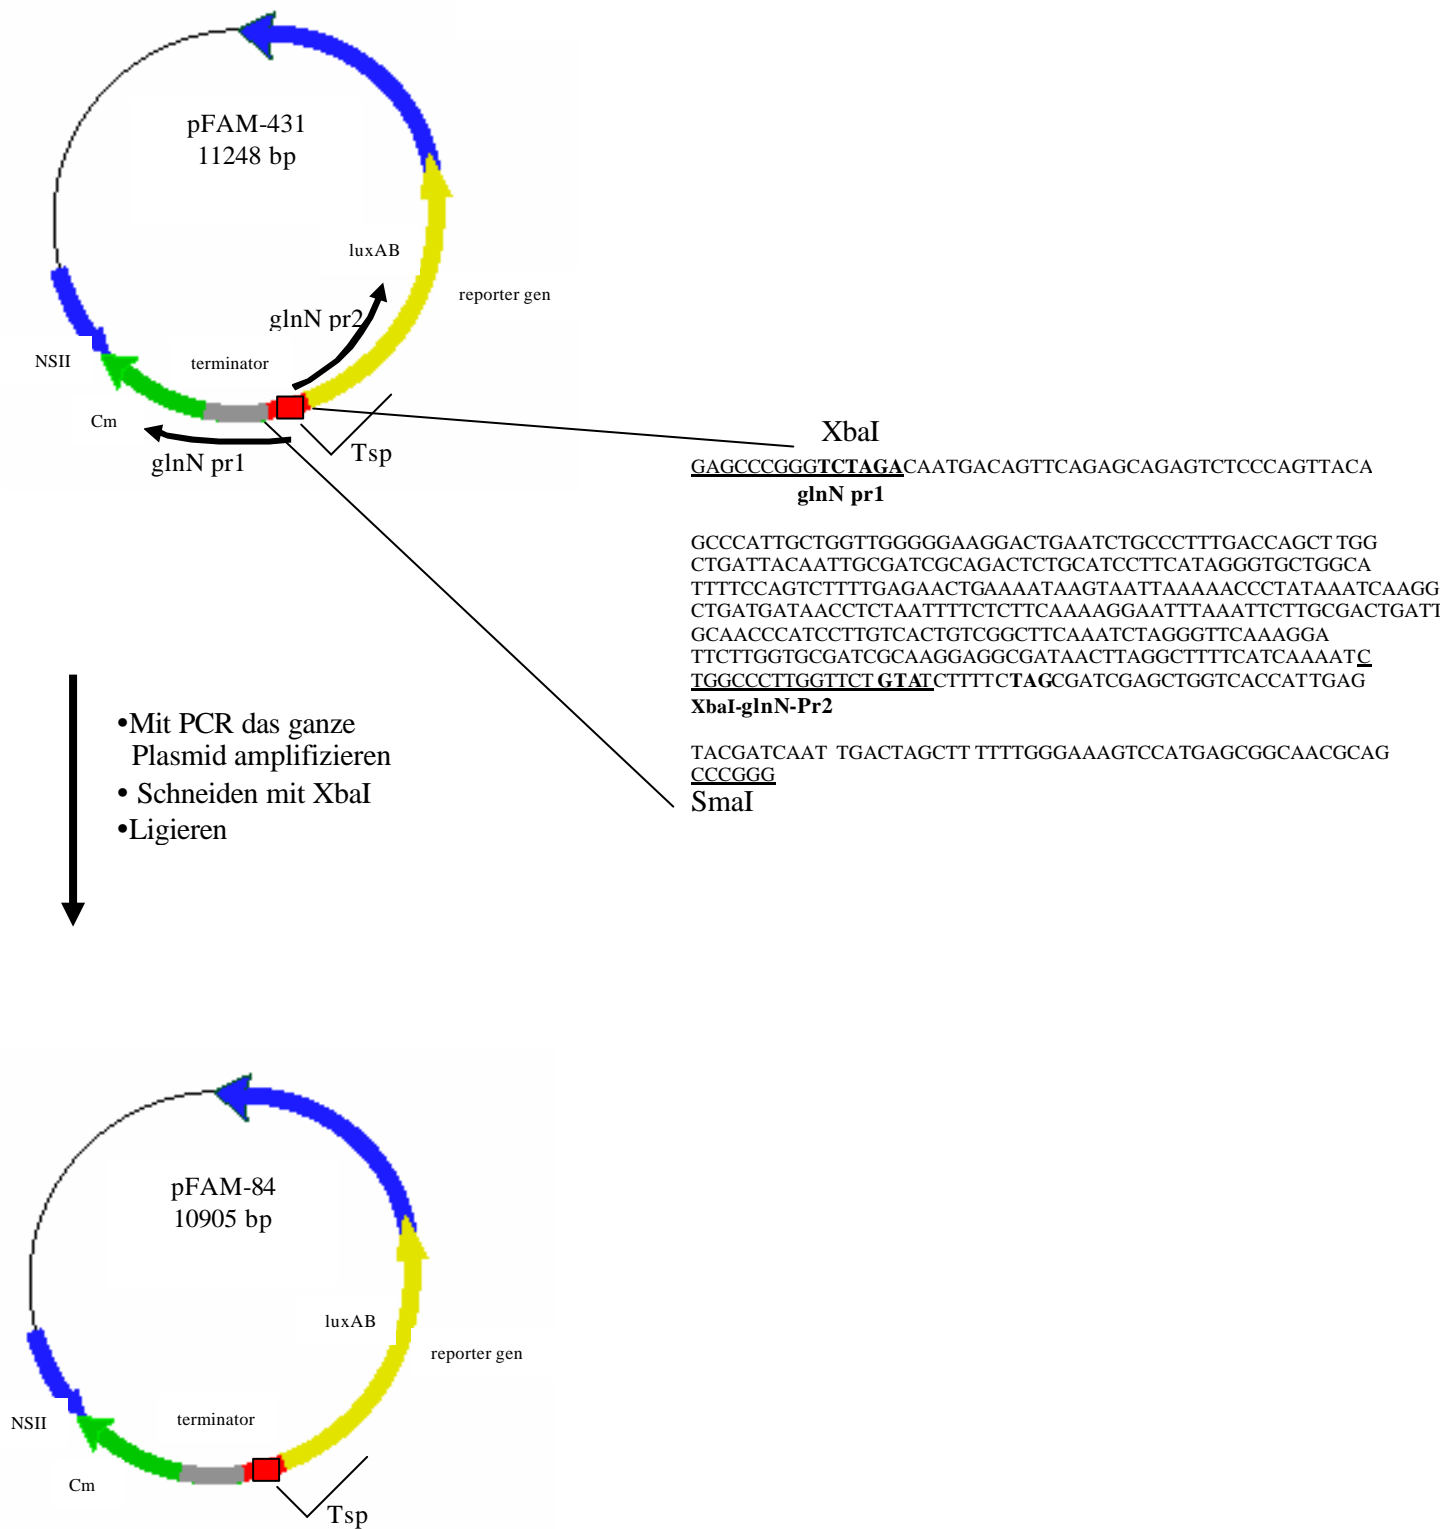 pFAM-431
11248 bp
luxAB
reporter gen
glnN pr2
terminator
NSII
Cm
glnN pr1
Tsp
XbaI
GAGCCCGGGTCTAGACAATGACAGTTCAGAGCAGAGTCTCCCAGTTACA
glnN pr1
GCCCATTGCTGGTTGGGGGAAGGACTGAATCTGCCCTTTGACCAGCT TGG
CTGATTACAATTGCGATCGCAGACTCTGCATCCTTCATAGGGTGCTGGCA
TTTTCCAGTCTTTTGAGAACTGAAAATAAGTAATTAAAAACCCTATAAATCAAGG
CTGATGATAACCTCTAATTTTCTCTTCAAAAGGAATTTAAATTCTTGCGACTGATT
GCAACCCATCCTTGTCACTGTCGGCTTCAAATCTAGGGTTCAAAGGA
TTCTTGGTGCGATCGCAAGGAGGCGATAACTTAGGCTTTTCATCAAAATC
TGGCCCTTGGTTCT GTATCTTTTCTAGCGATCGAGCTGGTCACCATTGAG
XbaI-glnN-Pr2
TACGATCAAT TGACTAGCTT TTTTGGGAAAGTCCATGAGCGGCAACGCAG
CCCGGG
SmaI
•Mit PCR das ganze
Plasmid amplifizieren
• Schneiden mit XbaI
•Ligieren
pFAM-84
10905 bp
luxAB
reporter gen
terminator
NSII
Cm
Tsp